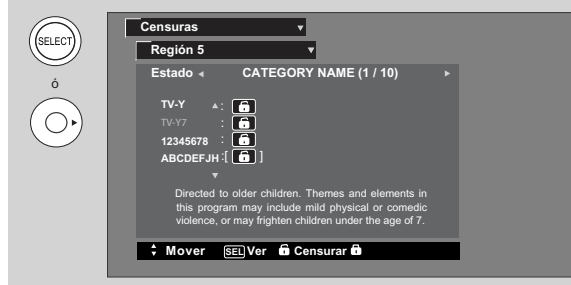 SELECT
ó
Censuras
Región 5
Estado CATEGORY NAME (1 / 10)
TV-Y :
TV-Y7 :
12345678 :
ABCDEFJH :[ ]
Directed to older children. Themes and elements in
this program may include mild physical or comedic
violence, or may frighten children under the age of 7.
Mover SEL Ver Censurar